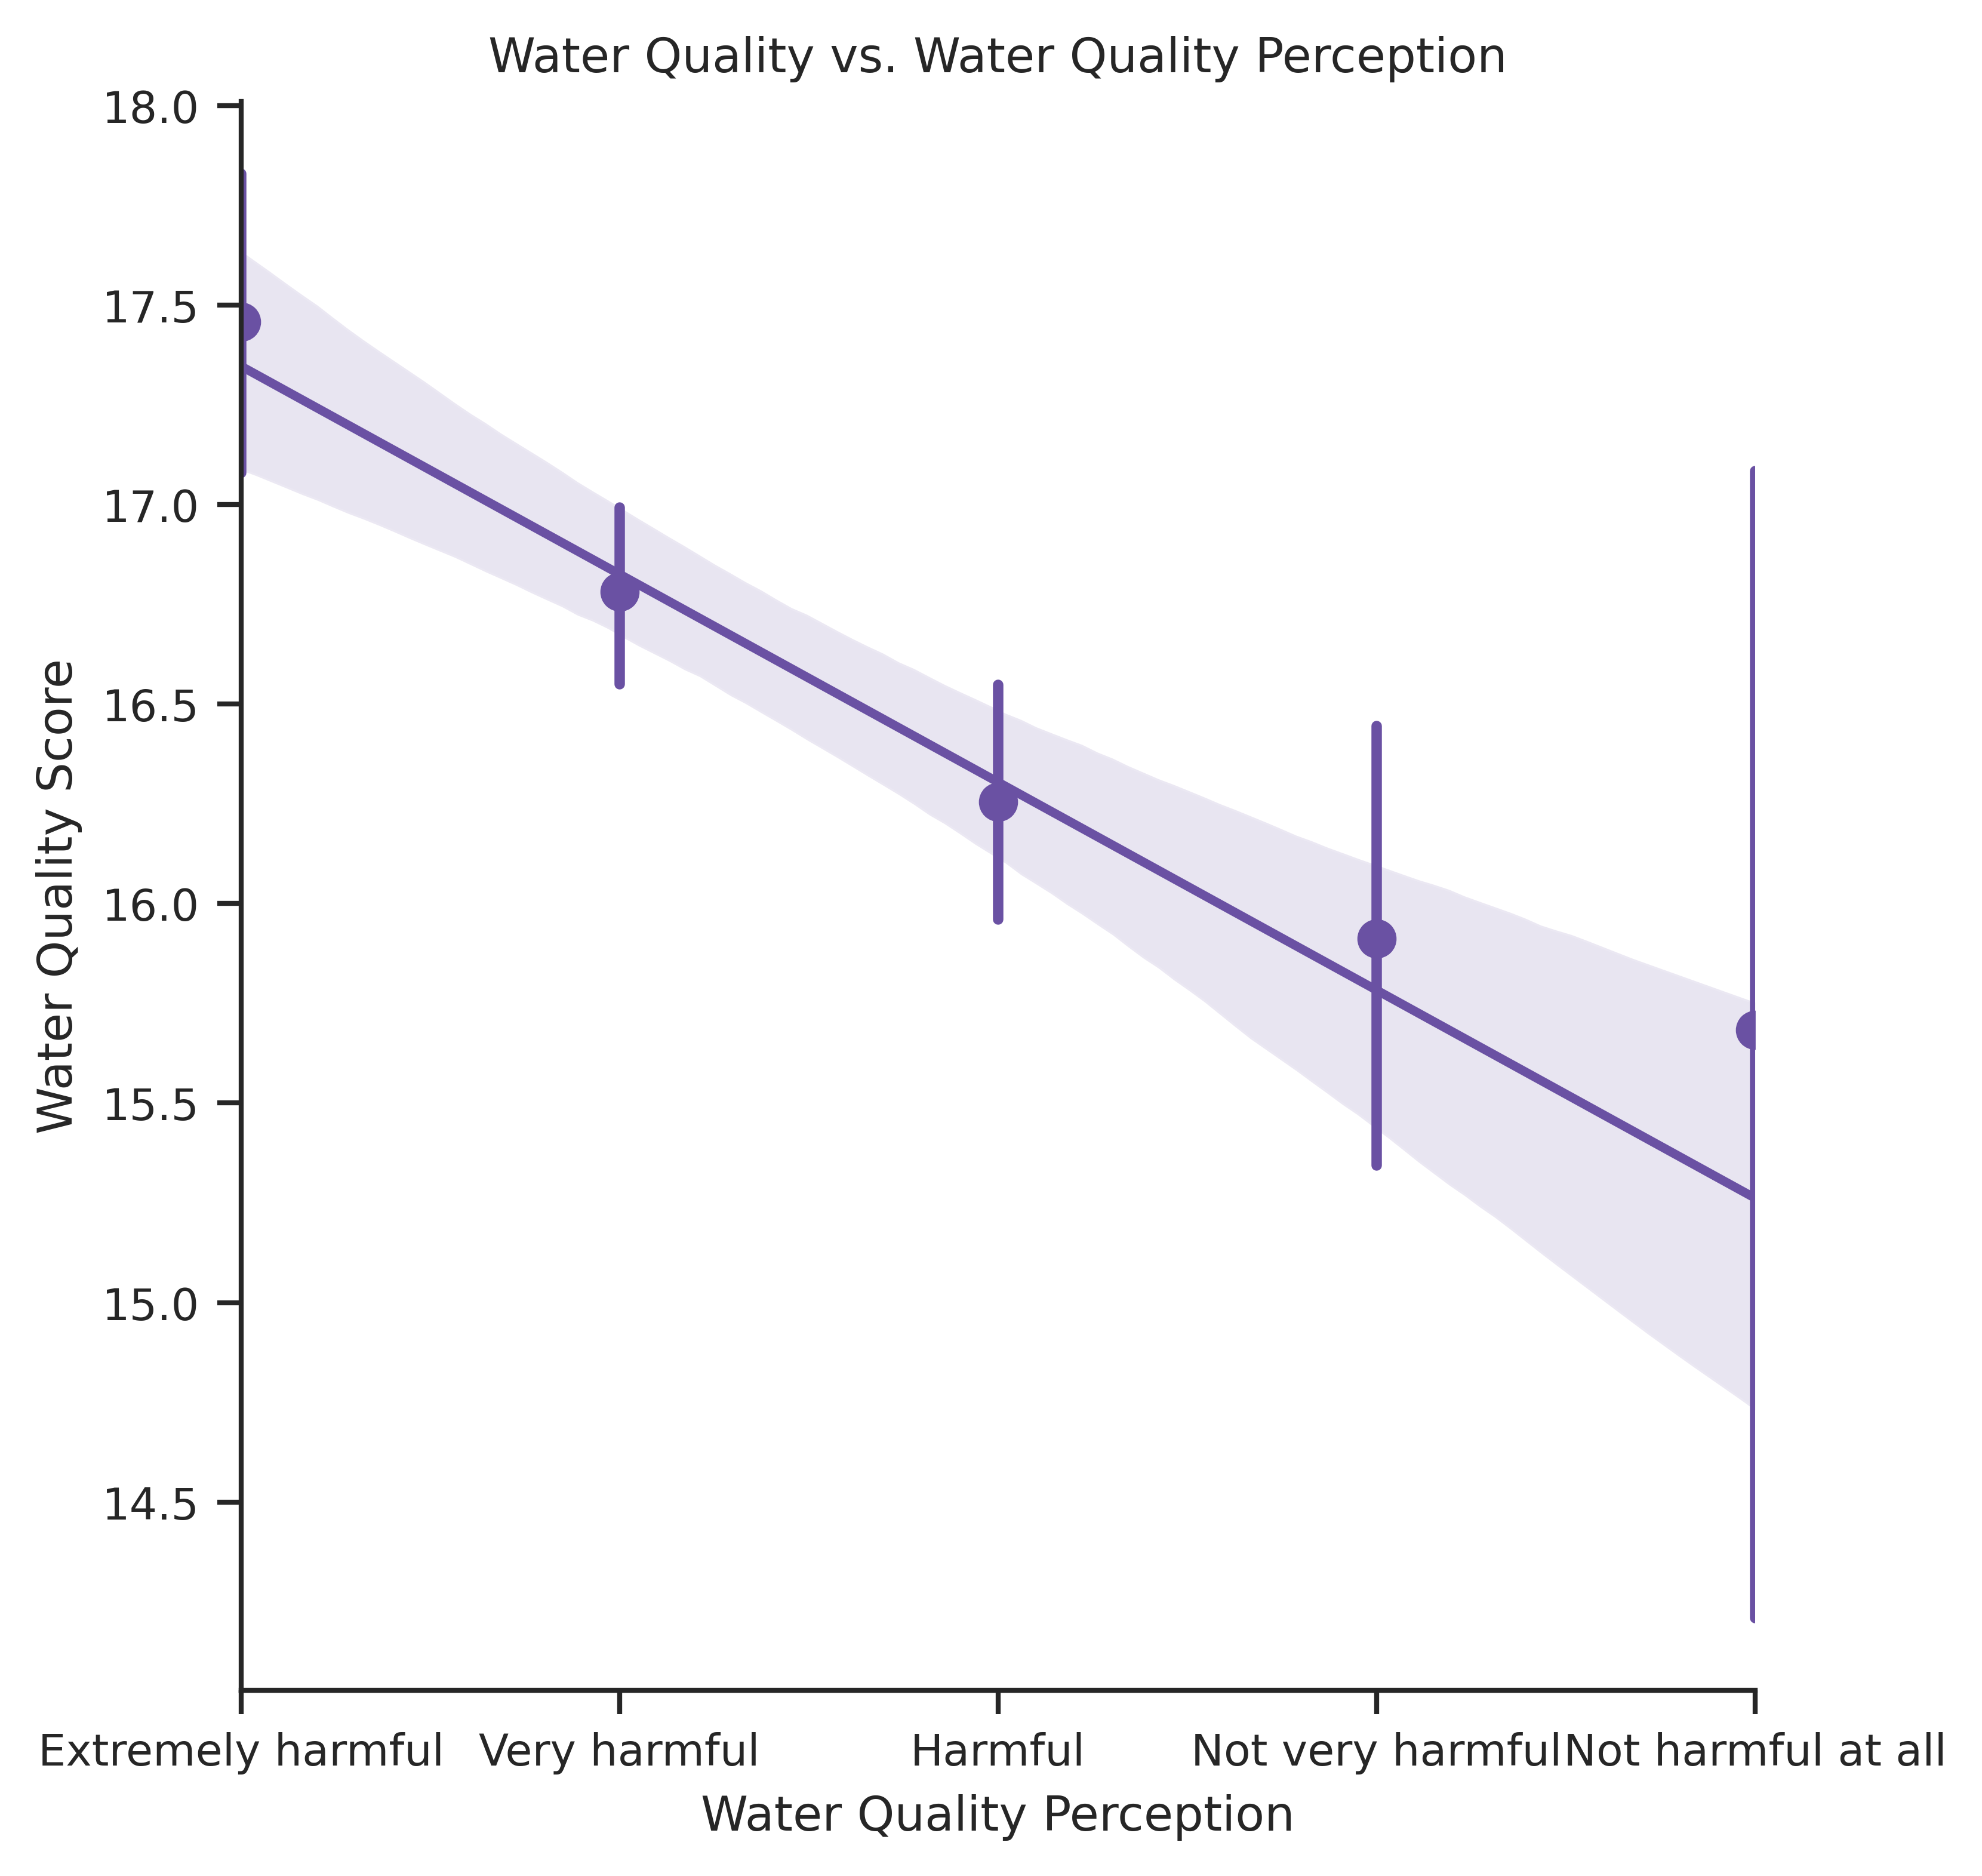 Water Quality vs. Water Quality Perception
18.0
17.5
17.0
16.5
16.0
15.5
15.0
14.5
Water Quality Score
Extremely harmful Very harmful Harmful Not very harmful Not harmful at all
Water Quality Perception